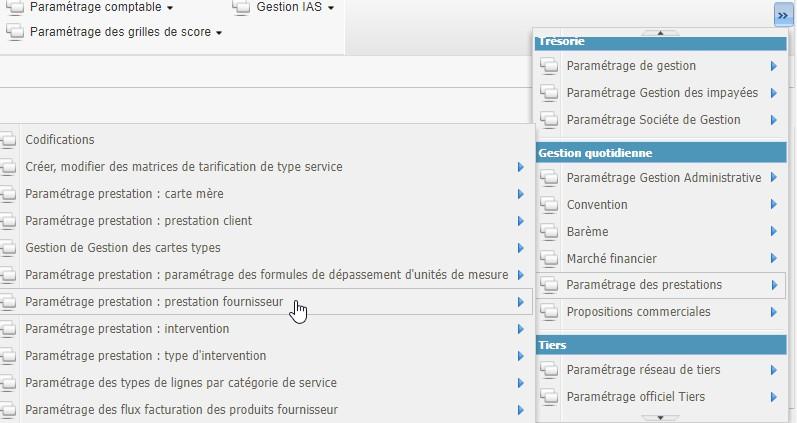 Paramétrage comptable
Gestion IAS
Paramétrage des grilles de score
Trésorie
Paramétrage de gestion
Paramétrage Gestion des impayées
Paramétrage Sociéte de Gestion
Gestion quotidienne
Paramétrage Gestion Administrative
Convention
Barème
Marché financier
Paramétrage des prestations
Propositions commerciales
Tiers
Paramétrage réseau de tiers
Paramétrage officiel Tiers
Codifications
Créer, modifier des matrices de tarification de type service
Paramétrage prestation : carte mère
Paramétrage prestation : prestation client
Gestion de Gestion des cartes types
Paramétrage prestation : paramétrage des formules de dépassement d'unités de mesure
Paramétrage prestation : prestation fournisseur
Paramétrage prestation : intervention
Paramétrage prestation : type d'intervention
Paramétrage des types de lignes par catégorie de service
Paramétrage des flux facturation des produits fournisseur